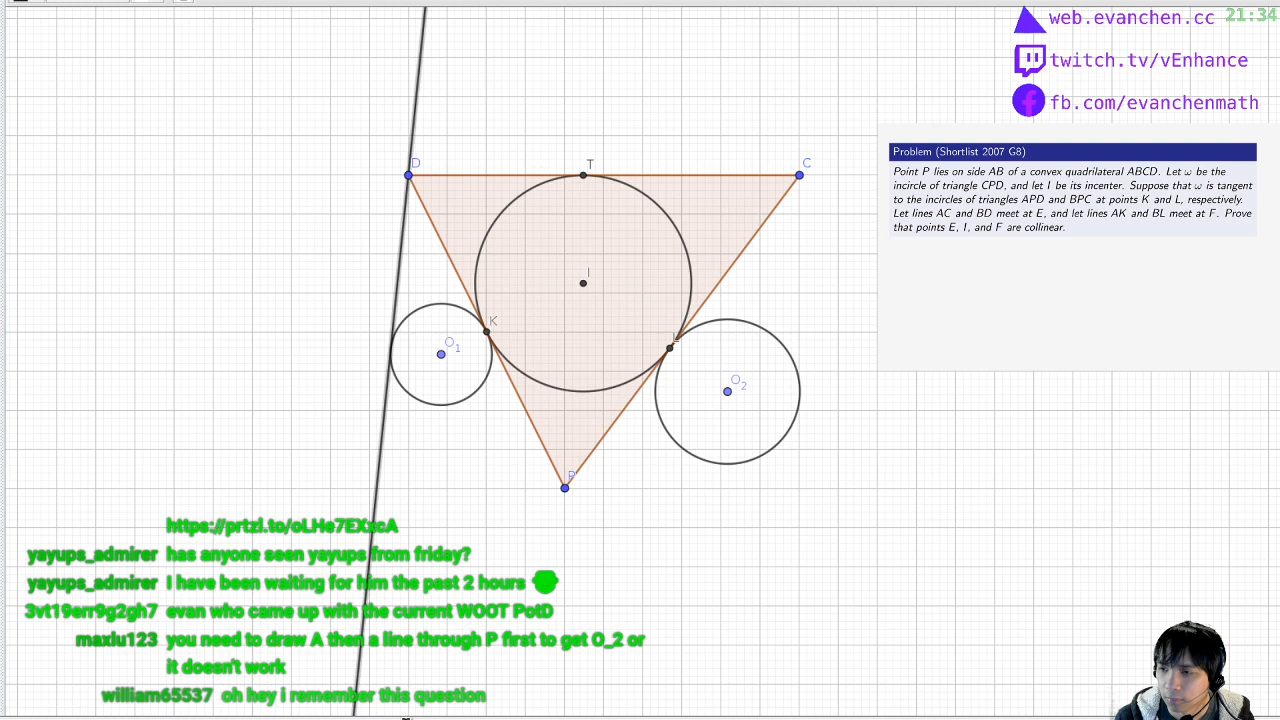 web.evanchen.cc
21:34
twitch.tv/vEnhance
fb.com/evanchenmath
Problem (Shortlist 2007 G8)
Point P lies on side AB of a convex quadrilateral ABCD. Let ω be the
incircle of triangle CPD, and let I be its incenter. Suppose that ω is tangent
to the incircles of triangles APD and BPC at points K and L, respectively.
Let lines AC and BD meet at E, and let lines AK and BL meet at F. Prove
that points E, I, and F are collinear.
D
T
C
I
K
L
O₁
O₂
P
https://prtzl.to/oLHe7EXxcA
yayups_admirer has anyone seen yayups from friday?
yayups_admirer I have been waiting for him the past 2 hours
3vt19err9g2gh7 evan who came up with the current WOOT PotD
maxlu123 you need to draw A then a line through P first to get O_2 or
it doesn't work
william65537 oh hey i remember this question